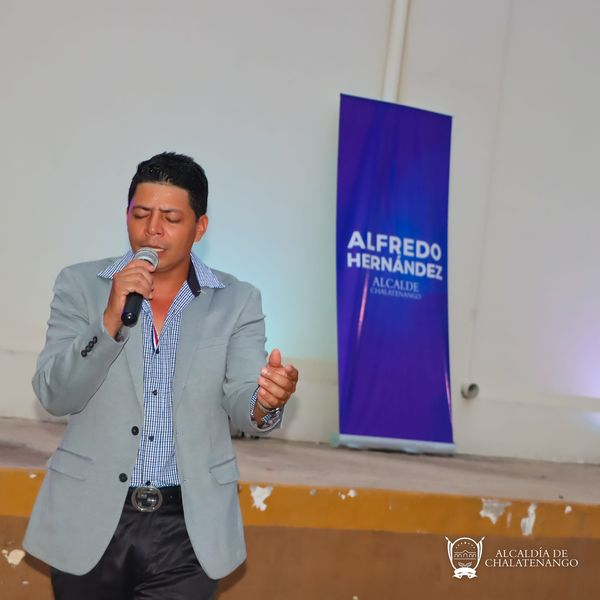 ALFREDO
HERNÁNDEZ
ALCALDE
CHALATENANGO
ALCALDÍA DE
CHALATENANGO